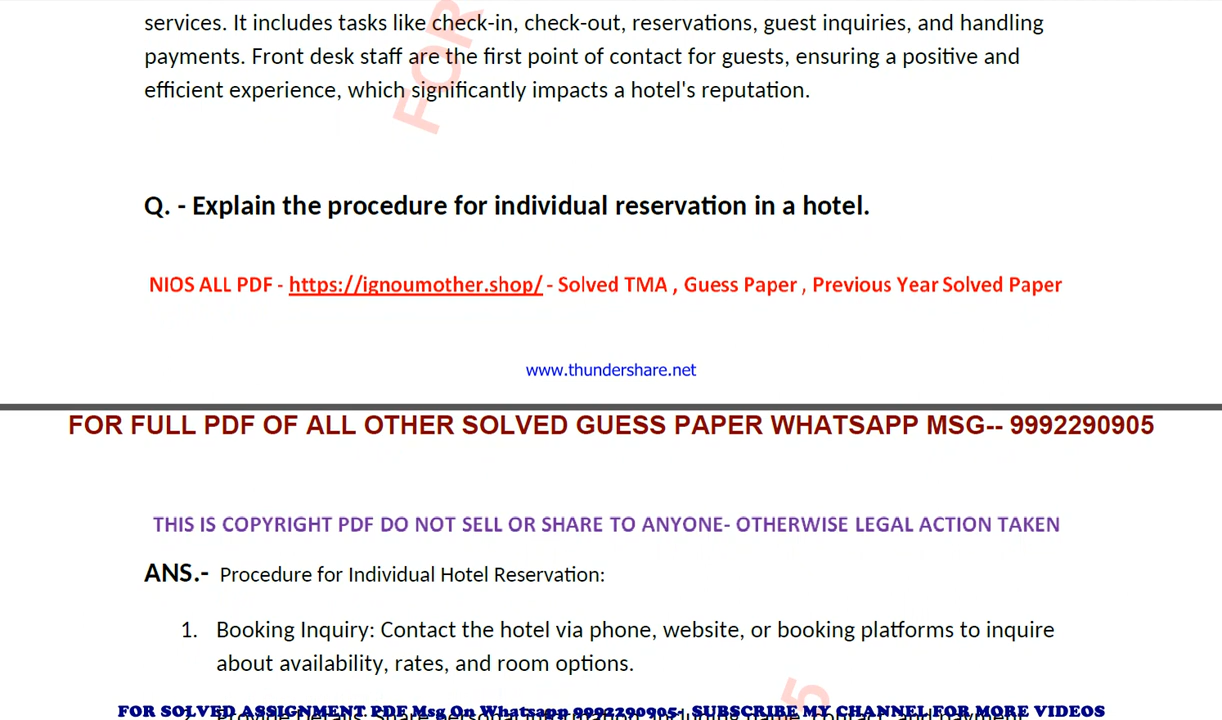 services. It includes tasks like check-in, check-out, reservations, guest inquiries, and handling
payments. Front desk staff are the first point of contact for guests, ensuring a positive and
efficient experience, which significantly impacts a hotel's reputation.
FOR
Q. - Explain the procedure for individual reservation in a hotel.
NIOS ALL PDF - https://ignoumother.shop/ - Solved TMA , Guess Paper , Previous Year Solved Paper
www.thundershare.net
FOR FULL PDF OF ALL OTHER SOLVED GUESS PAPER WHATSAPP MSG-- 9992290905
THIS IS COPYRIGHT PDF DO NOT SELL OR SHARE TO ANYONE- OTHERWISE LEGAL ACTION TAKEN
ANS.- Procedure for Individual Hotel Reservation:
1. Booking Inquiry: Contact the hotel via phone, website, or booking platforms to inquire
about availability, rates, and room options.
5
FOR SOLVED ASSIGNMENT PDF Msg On Whatsapp 9992290905- SUBSCRIBE MY CHANNEL FOR MORE VIDEOS